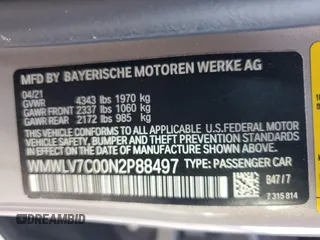 MFD BY BAYERISCHE MOTOREN WERKE AG
04/21
GVWR 4343 lbs 1970 kg
GAWR FRONT 2337 lbs 1060 kg
GAWR REAR 2172 lbs 985 kg
THIS VEHICLE CONFORMS TO ALL APPLICABLE U.S. FEDERAL MOTOR
VEHICLE SAFETY, BUMPER, AND THEFT PREVENTION STANDARDS
IN EFFECT ON THE DATE OF MANUFACTURE SHOWN ABOVE.
WMWLV7C00N2P88497 TYPE: PASSENGER CAR
B47/7
7 315 814
BIDHISTORY